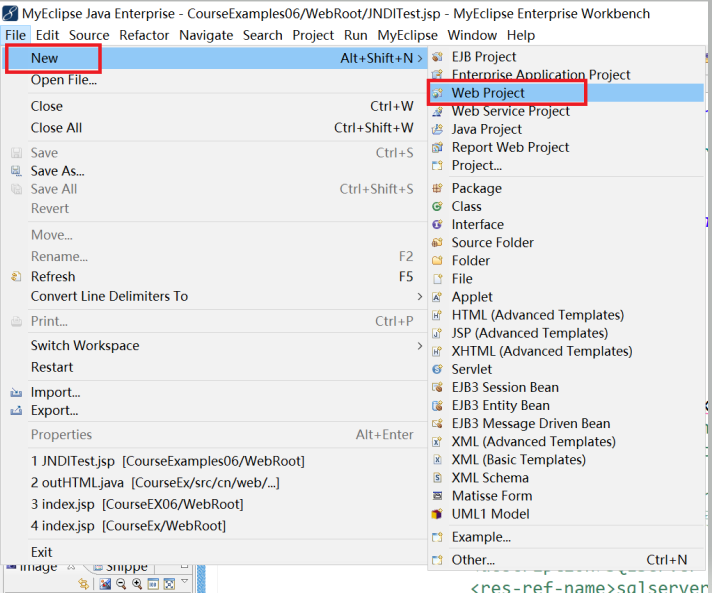 MyEclipse Java Enterprise - CourseExamples06/WebRoot/JNDITest.jsp - MyEclipse Enterprise Workbench
File Edit Source Refactor Navigate Search Project Run MyEclipse Window Help
New Alt+Shift+N >
Open File...
Close Ctrl+W
Close All Ctrl+Shift+W
Save Ctrl+S
Save As...
Save All Ctrl+Shift+S
Revert
Move...
Rename... F2
Refresh F5
Convert Line Delimiters To >
Print... Ctrl+P
Switch Workspace >
Restart
Import...
Export...
Properties Alt+Enter
1 JNDITest.jsp [CourseExamples06/WebRoot]
2 outHTML.java [CourseEx/src/cn/web/...]
3 index.jsp [CourseEX06/WebRoot]
4 index.jsp [CourseEx/WebRoot]
Exit
EJB Project
Enterprise Application Project
Web Project
Web Service Project
Java Project
Report Web Project
Project...
Package
Class
Interface
Source Folder
Folder
File
Applet
HTML (Advanced Templates)
JSP (Advanced Templates)
XHTML (Advanced Templates)
Servlet
EJB3 Session Bean
EJB3 Entity Bean
EJB3 Message Driven Bean
XML (Advanced Templates)
XML (Basic Templates)
XML Schema
Matisse Form
UML1 Model
Example...
Other... Ctrl+N
Image Snippe
<res-ref-name>sqlserver